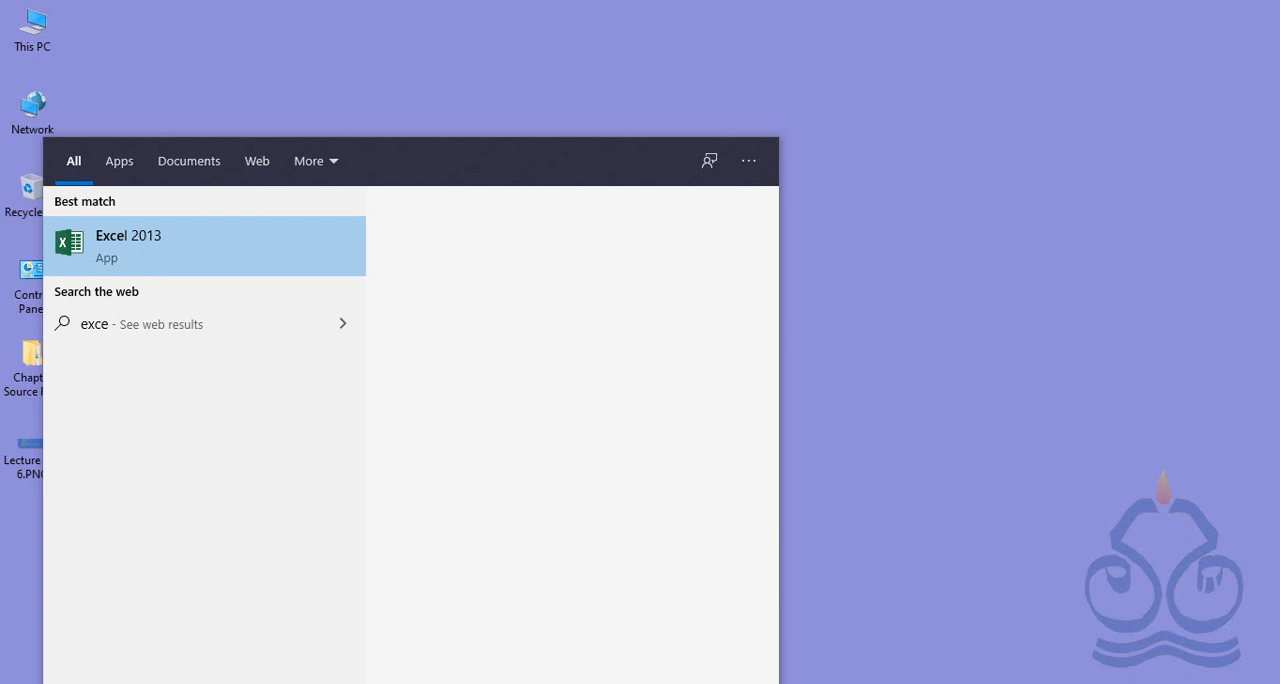 This PC
Network
Recycle
Contr
Pane
Chapt
Source F
Lecture
6.PNG
All Apps Documents Web More ...
Best match
Excel 2013
App
Search the web
exce - See web results